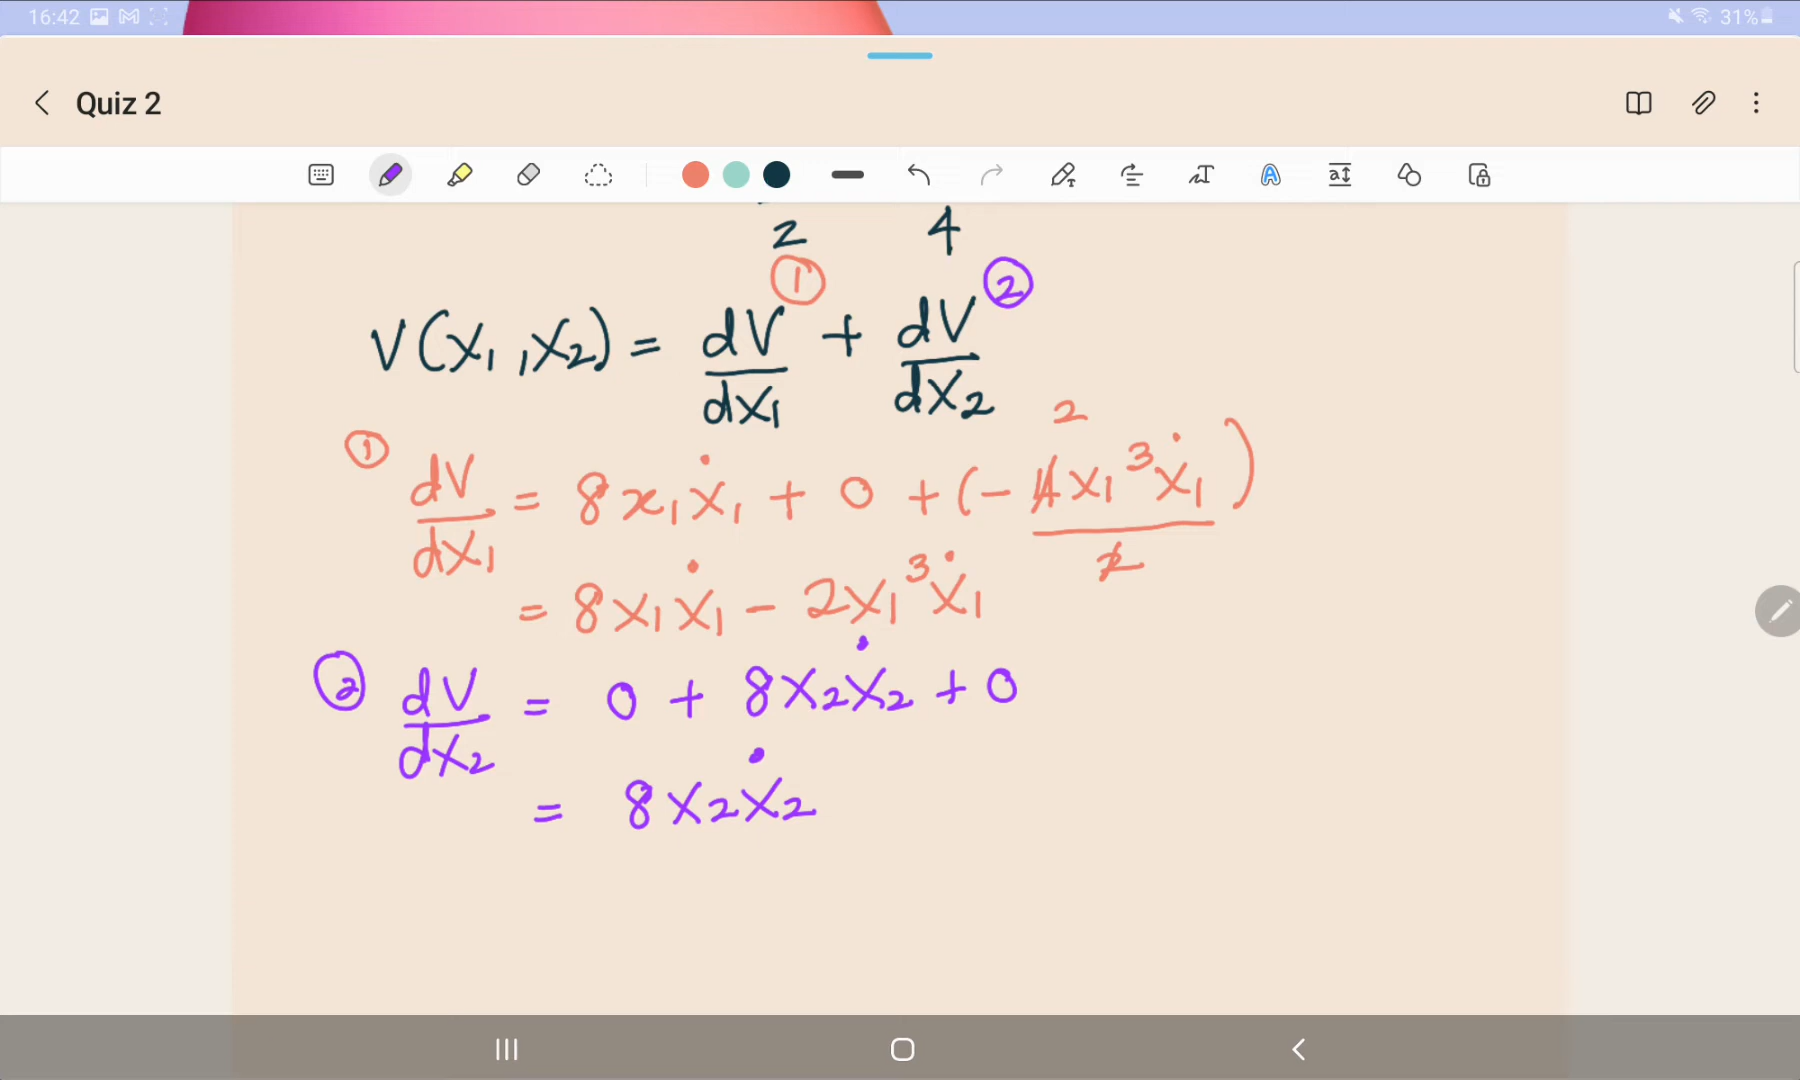 16:42 31%
Quiz 2
2 4
① ②
V(x₁,x₂) = dV/dx₁ + dV/dx₂
① dV/dx₁ = 8x₁ẋ₁ + 0 + (- 4x₁³ẋ₁/2) 2
= 8x₁ẋ₁ - 2x₁³ẋ₁
② dV/dx₂ = 0 + 8x₂ẋ₂ + 0
= 8x₂ẋ₂